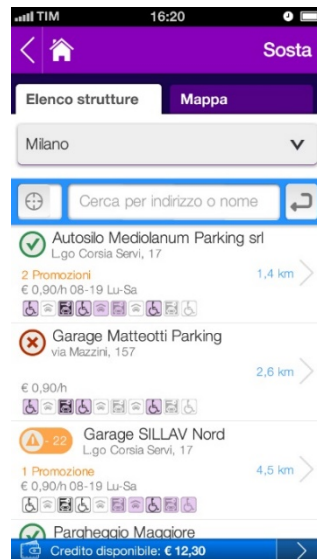 TIM 16:20
Sosta
Elenco strutture Mappa
Milano
Cerca per indirizzo o nome
Autosilo Mediolanum Parking srl
L.go Corsia Servi, 17
2 Promozioni
1,4 km
€ 0,90/h 08-19 Lu-Sa
Garage Matteotti Parking
via Mazzini, 157
2,6 km
€ 0,90/h
- 22 Garage SILLAV Nord
L.go Corsia Servi, 17
1 Promozione
4,5 km
€ 0,90/h 08-19 Lu-Sa
Pargheggio Maggiore
Credito disponibile: € 12,30